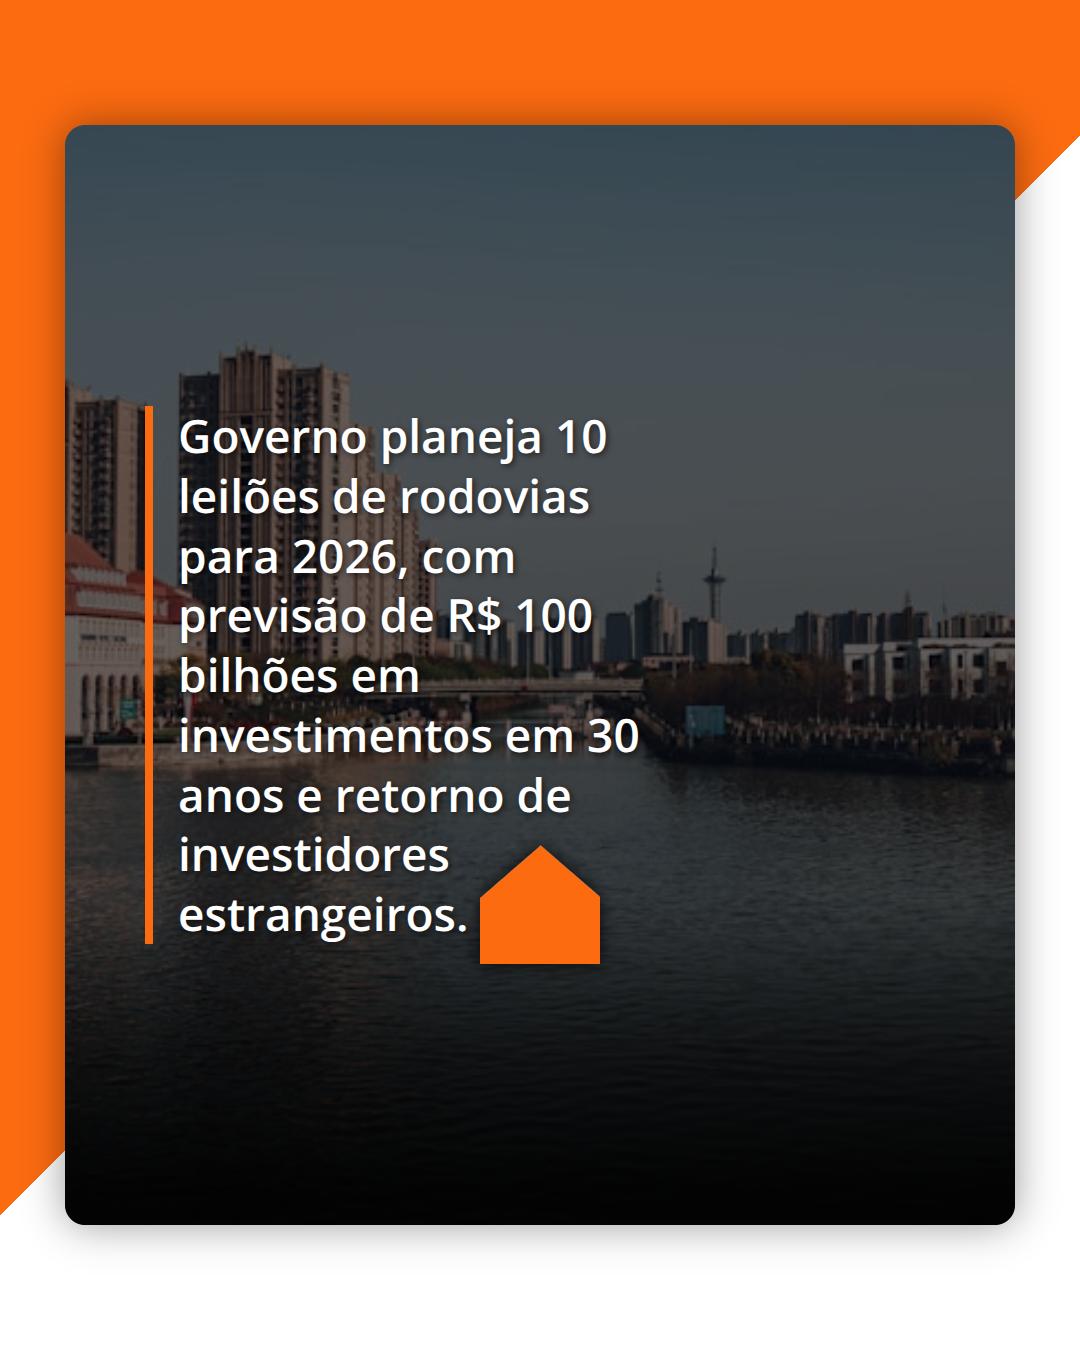 Governo planeja 10
leilões de rodovias
para 2026, com
previsão de R$ 100
bilhões em
investimentos em 30
anos e retorno de
investidores
estrangeiros.